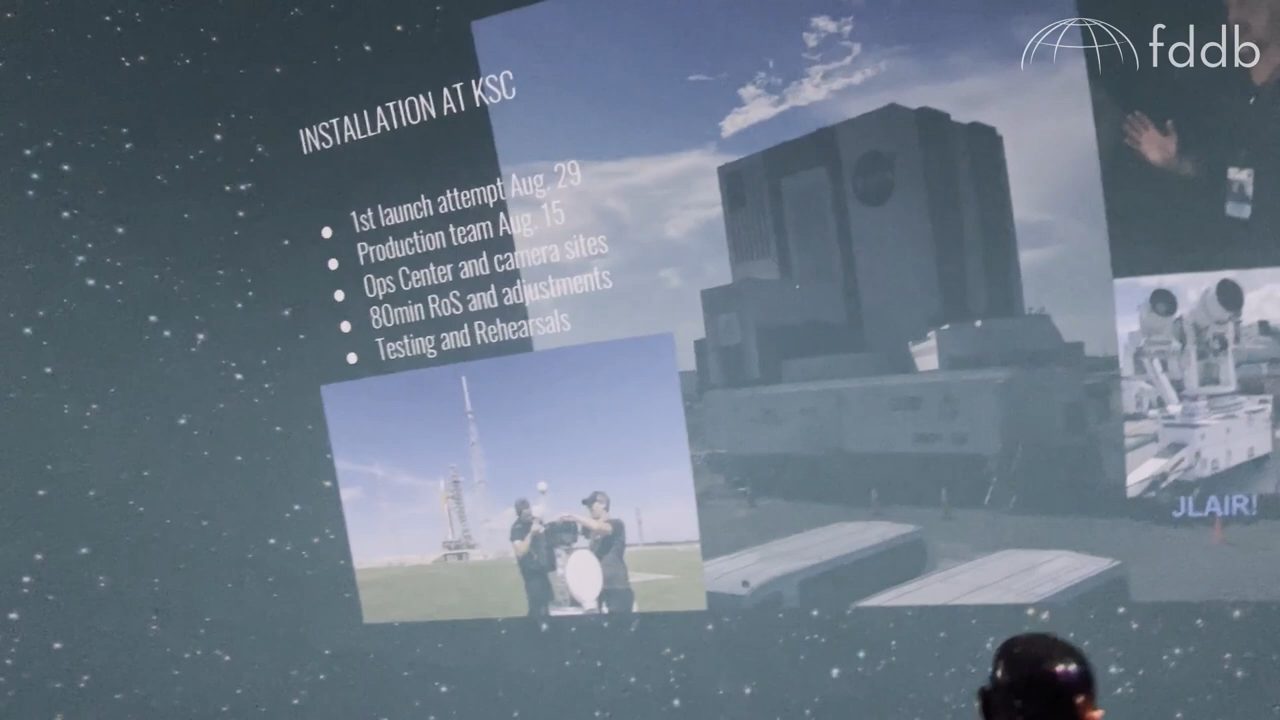 fddb
INSTALLATION AT KSC
1st launch attempt Aug. 29
Production team Aug. 15
Ops Center and camera sites
80min RoS and adjustments
Testing and Rehearsals
JLAIR!